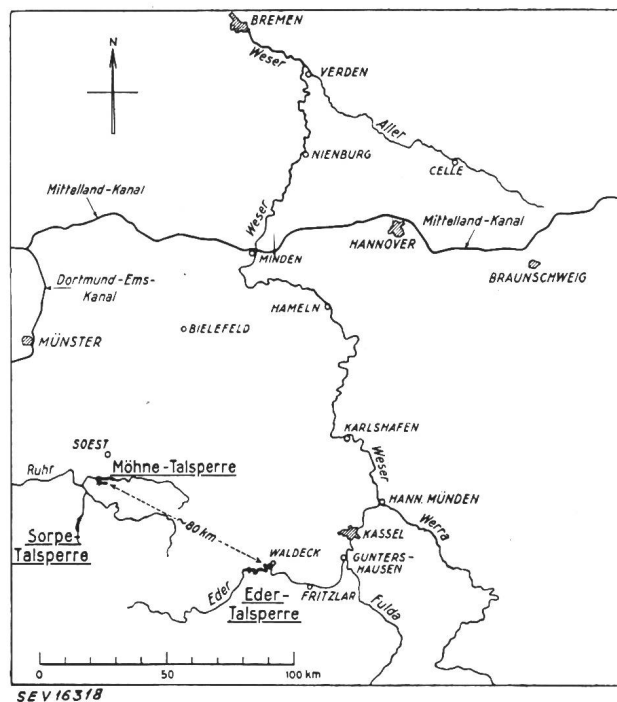 BREMEN
N
Weser
VERDEN
Aller
NIENBURG
CELLE
Mittelland-Kanal
Weser
HANNOVER
Mittelland-Kanal
MINDEN
BRAUNSCHWEIG
Dortmund-Ems-
Kanal
HAMELN
BIELEFELD
MÜNSTER
KARLSHAFEN
SOEST
Weser
Ruhr
Möhne-Talsperre
HANN. MÜNDEN
~80 km
KASSEL
Werra
Sorpe-
Talsperre
WALDECK
GUNTERS-
HAUSEN
Eder
Eder-
Talsperre
FRITZLAR
Fulda
0 50 100 km
SEV16318